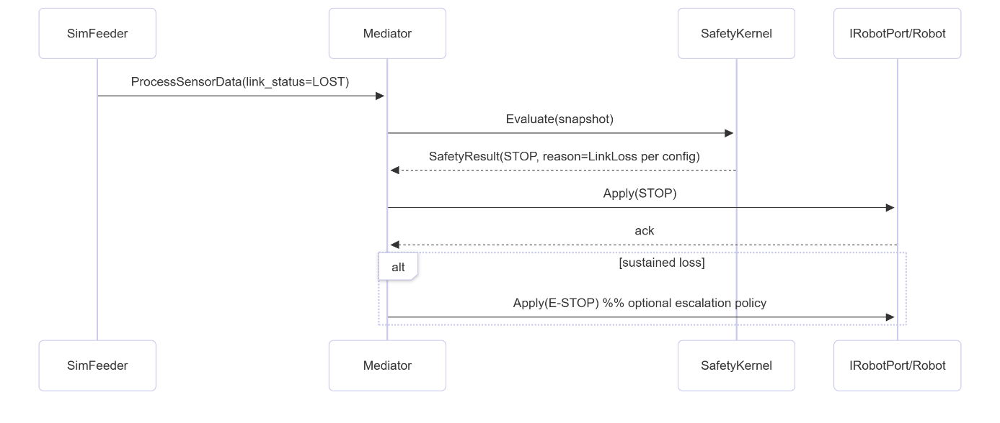 SimFeeder
Mediator
SafetyKernel
IRobotPort/Robot
ProcessSensorData(link_status=LOST)
Evaluate(snapshot)
SafetyResult(STOP, reason=LinkLoss per config)
Apply(STOP)
ack
alt
[sustained loss]
Apply(E-STOP) %% optional escalation policy
SimFeeder
Mediator
SafetyKernel
IRobotPort/Robot